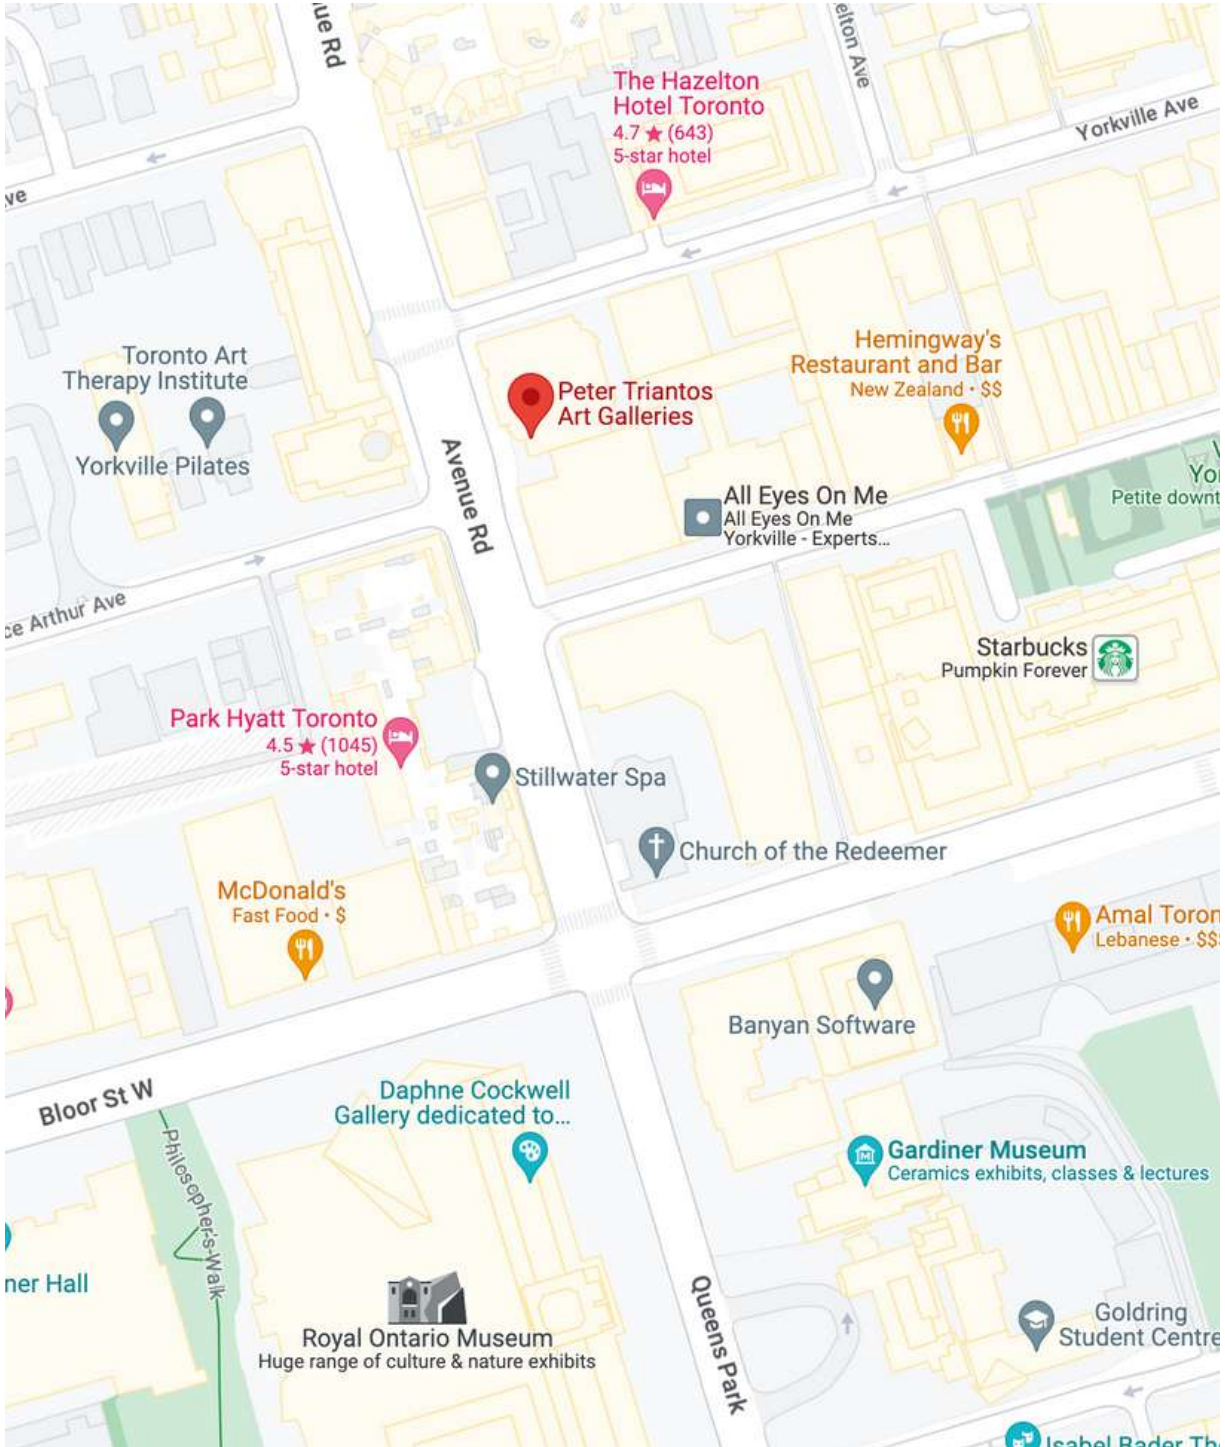 ue Rd
elton Ave
The Hazelton
Hotel Toronto
4.7 ★ (643)
5-star hotel
Yorkville Ave
ve
Toronto Art
Therapy Institute
Yorkville Pilates
Peter Triantos
Art Galleries
Hemingway's
Restaurant and Bar
New Zealand • $$
Avenue Rd
All Eyes On Me
All Eyes On Me
Yorkville - Experts...
Yo
Petite downt
ce Arthur Ave
Starbucks
Pumpkin Forever
Park Hyatt Toronto
4.5 ★ (1045)
5-star hotel
Stillwater Spa
Church of the Redeemer
McDonald's
Fast Food • $
Amal Toron
Lebanese • $$
Banyan Software
Bloor St W
Daphne Cockwell
Gallery dedicated to...
Philosopher's Walk
Gardiner Museum
Ceramics exhibits, classes & lectures
ner Hall
Queens Park
Royal Ontario Museum
Huge range of culture & nature exhibits
Goldring
Student Centre
Isabel Bader Th